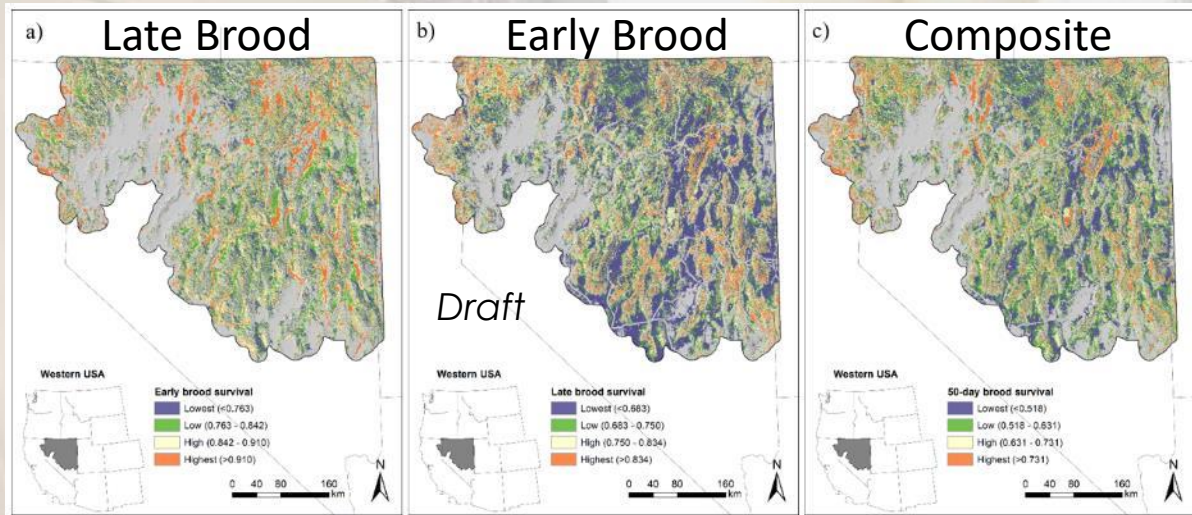 a)
Late Brood
Western USA
Early brood survival
Lowest (<0.763)
Low (0.763 - 0.842)
High (0.842 - 0.910)
Highest (>0.910)
N
0 40 80 160
km
b)
Early Brood
Draft
Western USA
Late brood survival
Lowest (<0.683)
Low (0.683 - 0.750)
High (0.750 - 0.834)
Highest (>0.834)
N
0 40 80 160
km
c)
Composite
Western USA
50-day brood survival
Lowest (<0.518)
Low (0.518 - 0.631)
High (0.631 - 0.731)
Highest (>0.731)
N
0 40 80 160
km